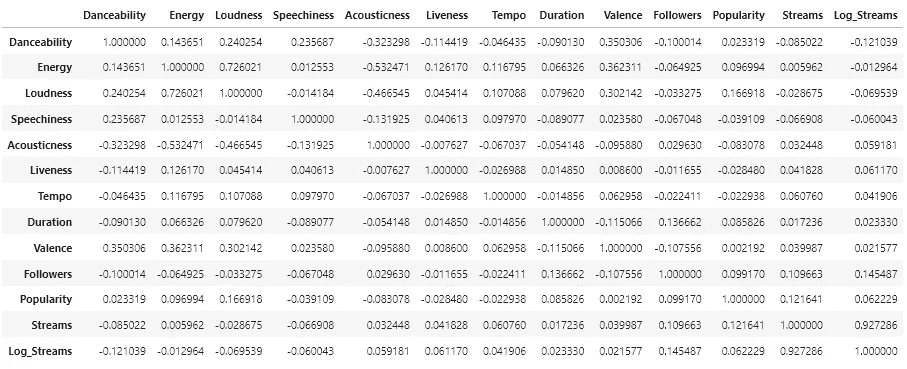 Danceability Energy Loudness Speechiness Acousticness Liveness Tempo Duration Valence Followers Popularity Streams Log_Streams
Danceability 1.000000 0.143651 0.240254 0.235687 -0.323298 -0.114419 -0.046435 -0.090130 0.350306 -0.100014 0.023319 -0.085022 -0.121039
Energy 0.143651 1.000000 0.726021 0.012553 -0.532471 0.126170 0.116795 0.066326 0.362311 -0.064925 0.096994 0.005962 -0.012964
Loudness 0.240254 0.726021 1.000000 -0.014184 -0.466545 0.045414 0.107088 0.079620 0.302142 -0.033275 0.166918 -0.028675 -0.069539
Speechiness 0.235687 0.012553 -0.014184 1.000000 -0.131925 0.040613 0.097970 -0.089077 0.023580 -0.067048 -0.039109 -0.066908 -0.060043
Acousticness -0.323298 -0.532471 -0.466545 -0.131925 1.000000 -0.007627 -0.067037 -0.054148 -0.095880 0.029630 -0.083078 0.032448 0.059181
Liveness -0.114419 0.126170 0.045414 0.040613 -0.007627 1.000000 -0.026988 0.014850 0.008600 -0.011655 -0.028480 0.041828 0.061170
Tempo -0.046435 0.116795 0.107088 0.097970 -0.067037 -0.026988 1.000000 -0.014856 0.062958 -0.022411 -0.022938 0.060760 0.041906
Duration -0.090130 0.066326 0.079620 -0.089077 -0.054148 0.014850 -0.014856 1.000000 -0.115066 0.136662 0.085826 0.017236 0.023330
Valence 0.350306 0.362311 0.302142 0.023580 -0.095880 0.008600 0.062958 -0.115066 1.000000 -0.107556 0.002192 0.039987 0.021577
Followers -0.100014 -0.064925 -0.033275 -0.067048 0.029630 -0.011655 -0.022411 0.136662 -0.107556 1.000000 0.099170 0.109663 0.145487
Popularity 0.023319 0.096994 0.166918 -0.039109 -0.083078 -0.028480 -0.022938 0.085826 0.002192 0.099170 1.000000 0.121641 0.062229
Streams -0.085022 0.005962 -0.028675 -0.066908 0.032448 0.041828 0.060760 0.017236 0.039987 0.109663 0.121641 1.000000 0.927286
Log_Streams -0.121039 -0.012964 -0.069539 -0.060043 0.059181 0.061170 0.041906 0.023330 0.021577 0.145487 0.062229 0.927286 1.000000